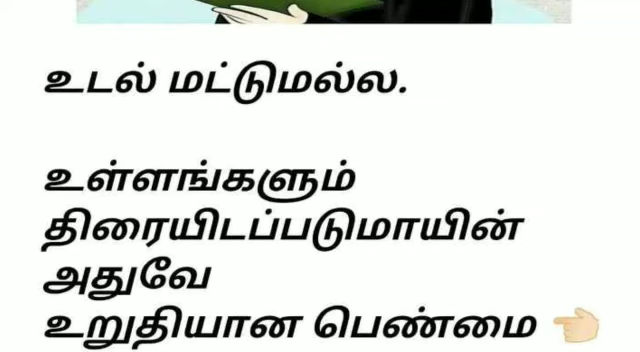 உடல் மட்டுமல்ல.
உள்ளங்களும்
திரையிடப்படுமாயின்
அதுவே
உறுதியான பெண்மை 👈🏻